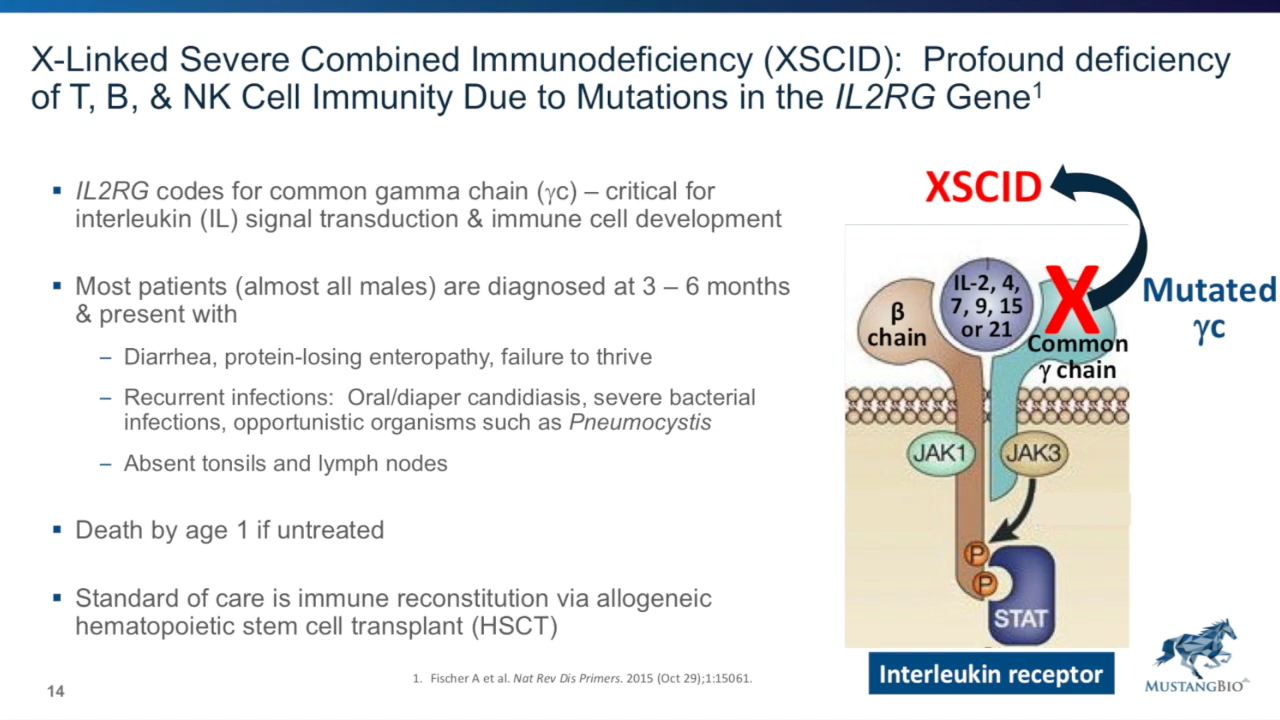 X-Linked Severe Combined Immunodeficiency (XSCID):  Profound deficiency
of T, B, & NK Cell Immunity Due to Mutations in the IL2RG Gene¹
▪ IL2RG codes for common gamma chain (γc) – critical for
interleukin (IL) signal transduction & immune cell development
▪ Most patients (almost all males) are diagnosed at 3 – 6 months
& present with
– Diarrhea, protein-losing enteropathy, failure to thrive
– Recurrent infections:  Oral/diaper candidiasis, severe bacterial
infections, opportunistic organisms such as Pneumocystis
– Absent tonsils and lymph nodes
▪ Death by age 1 if untreated
▪ Standard of care is immune reconstitution via allogeneic
hematopoietic stem cell transplant (HSCT)
XSCID
Mutated
γc
β
chain
IL-2, 4,
7, 9, 15
or 21
X
Common
γ chain
JAK1
JAK3
P
P
STAT
Interleukin receptor
MUSTANGBIO
1. Fischer A et al. Nat Rev Dis Primers. 2015 (Oct 29);1:15061.
14